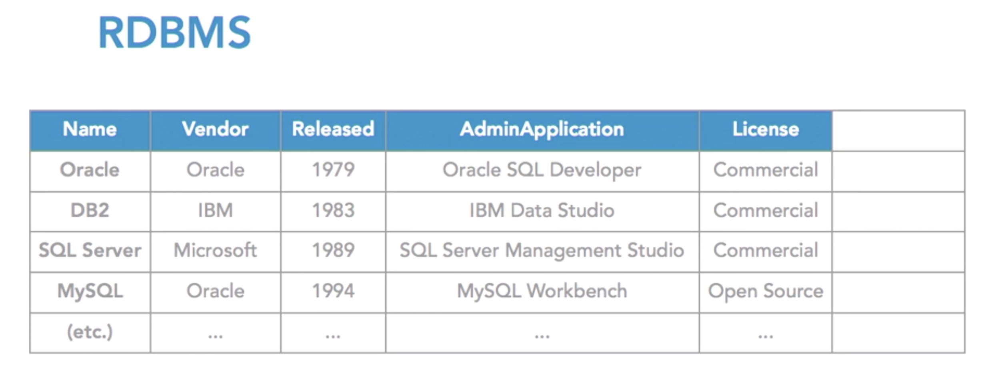 RDBMS
Name Vendor Released AdminApplication License
Oracle Oracle 1979 Oracle SQL Developer Commercial
DB2 IBM 1983 IBM Data Studio Commercial
SQL Server Microsoft 1989 SQL Server Management Studio Commercial
MySQL Oracle 1994 MySQL Workbench Open Source
(etc.) ... ... ... ...